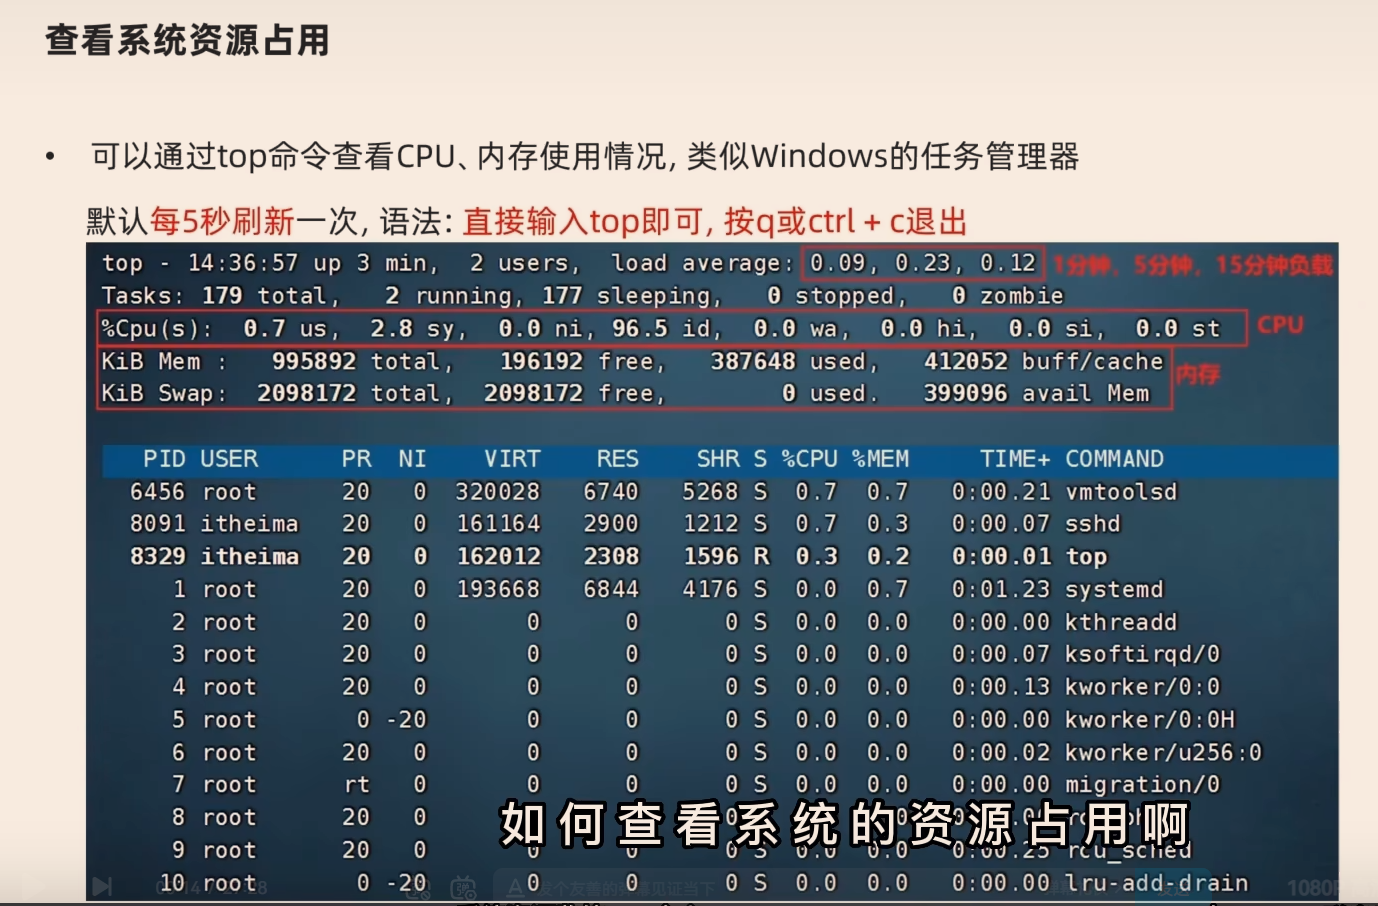 查看系统资源占用
• 可以通过top命令查看CPU、内存使用情况, 类似Windows的任务管理器
默认每5秒刷新一次, 语法: 直接输入top即可, 按q或ctrl + c退出
top - 14:36:57 up 3 min, 2 users, load average: 0.09, 0.23, 0.12 1分钟，5分钟，15分钟负载
Tasks: 179 total, 2 running, 177 sleeping, 0 stopped, 0 zombie
%Cpu(s): 0.7 us, 2.8 sy, 0.0 ni, 96.5 id, 0.0 wa, 0.0 hi, 0.0 si, 0.0 st CPU
KiB Mem : 995892 total, 196192 free, 387648 used, 412052 buff/cache
内存
KiB Swap: 2098172 total, 2098172 free, 0 used. 399096 avail Mem
PID USER PR NI VIRT RES SHR S %CPU %MEM TIME+ COMMAND
6456 root 20 0 320028 6740 5268 S 0.7 0.7 0:00.21 vmtoolsd
8091 itheima 20 0 161164 2900 1212 S 0.7 0.3 0:00.07 sshd
8329 itheima 20 0 162012 2308 1596 R 0.3 0.2 0:00.01 top
1 root 20 0 193668 6844 4176 S 0.0 0.7 0:01.23 systemd
2 root 20 0 0 0 0 S 0.0 0.0 0:00.00 kthreadd
3 root 20 0 0 0 0 S 0.0 0.0 0:00.07 ksoftirqd/0
4 root 20 0 0 0 0 S 0.0 0.0 0:00.13 kworker/0:0
5 root 0 -20 0 0 0 S 0.0 0.0 0:00.00 kworker/0:0H
6 root 20 0 0 0 0 S 0.0 0.0 0:00.02 kworker/u256:0
7 root rt 0 0 0 0 S 0.0 0.0 0:00.00 migration/0
8 root 20 0
如何查看系统的资源占用啊
9 root 20 0 0 0 0 S 0.0 0.0 0:00.25 rcu_sched
10 root 0 -20 0 0 0 S 0.0 0.0 0:00.00 lru-add-drain